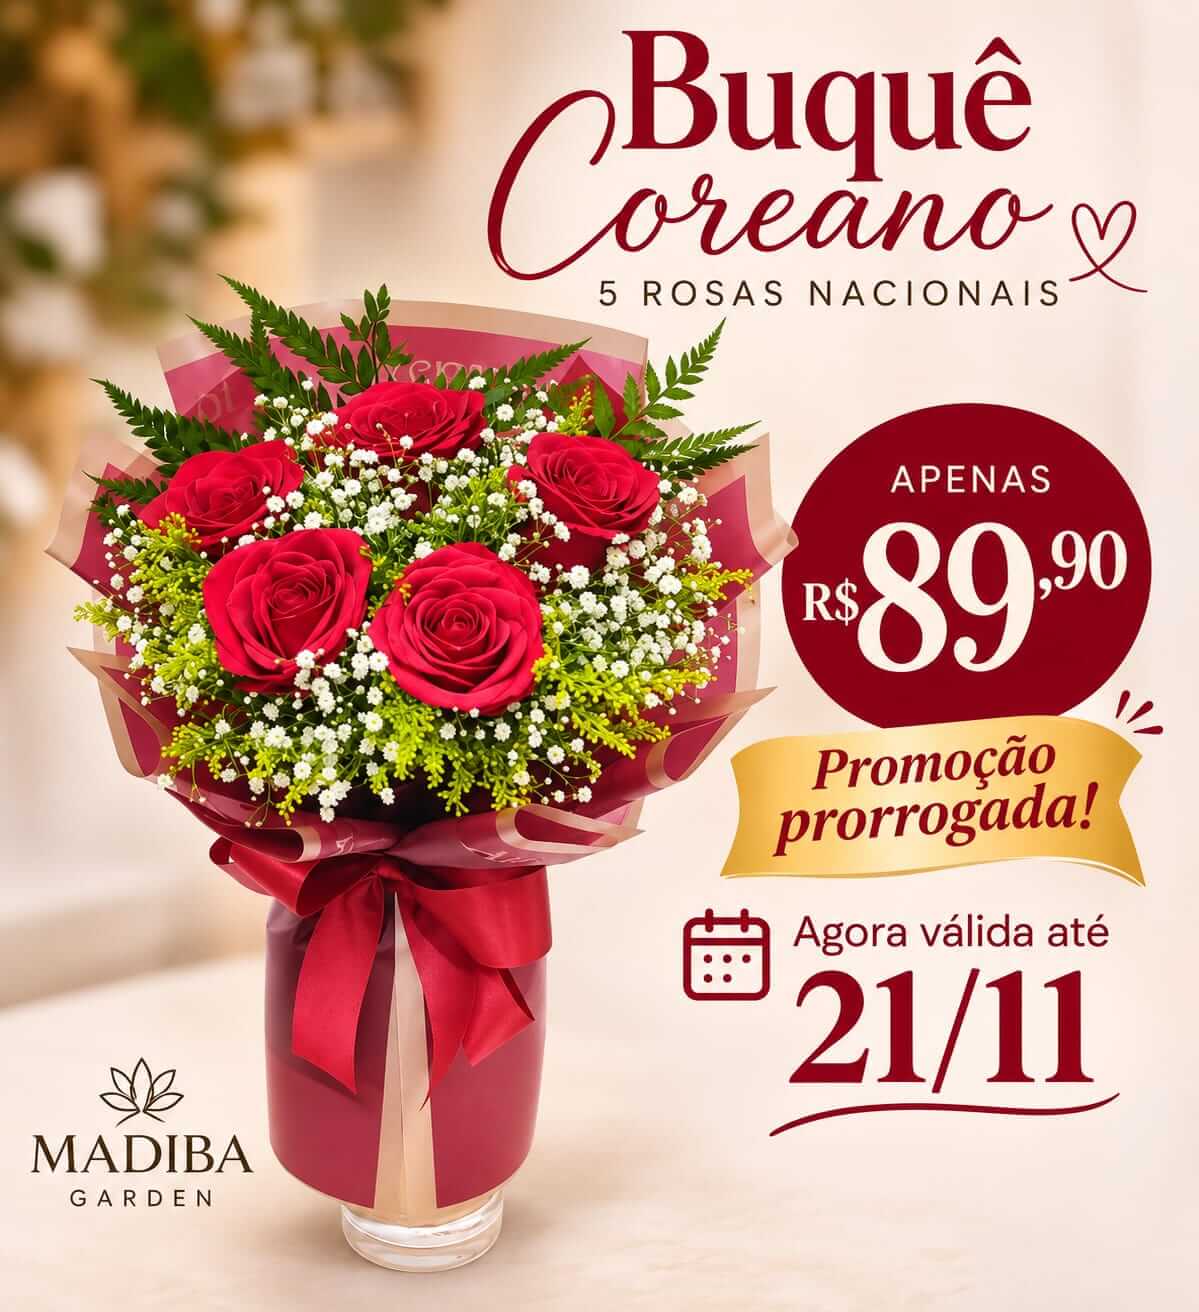 Buquê
Coreano
5 ROSAS NACIONAIS
APENAS
R$89,90
Promoção
prorrogada!
Agora válida até
21/11
MADIBA
GARDEN